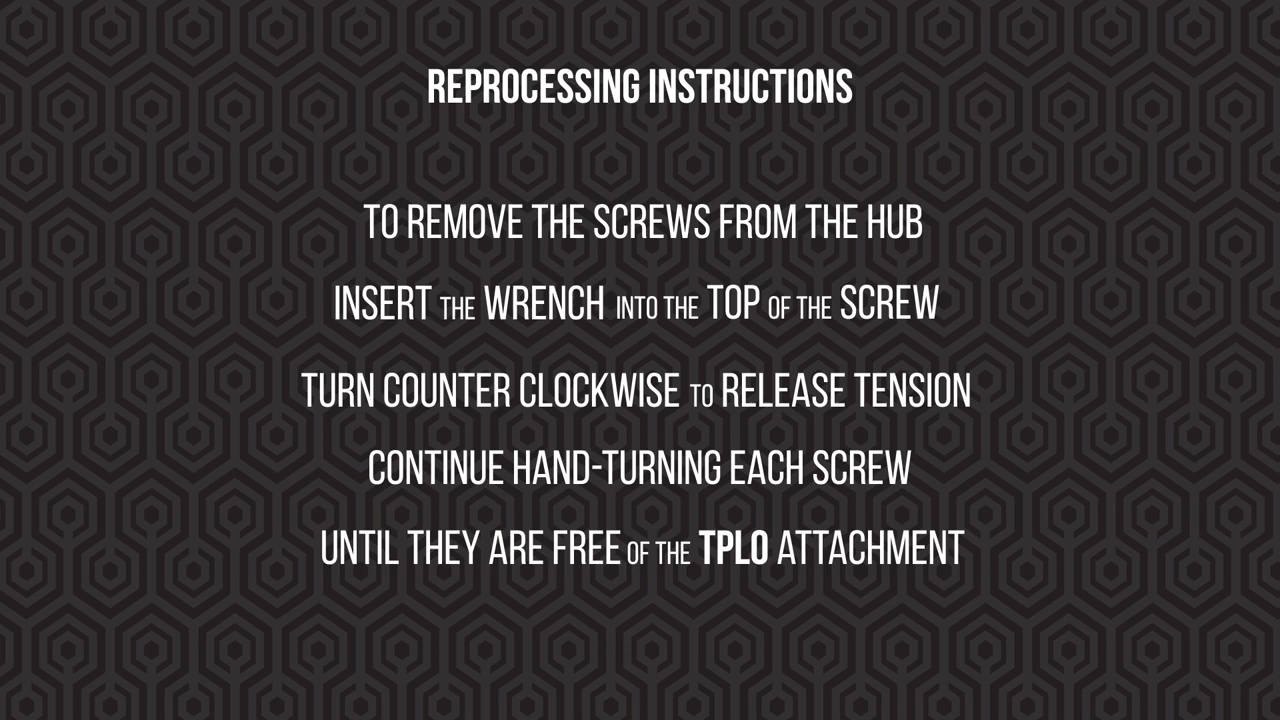 REPROCESSING INSTRUCTIONS
TO REMOVE THE SCREWS FROM THE HUB
INSERT THE WRENCH INTO THE TOP OF THE SCREW
TURN COUNTER CLOCKWISE TO RELEASE TENSION
CONTINUE HAND-TURNING EACH SCREW
UNTIL THEY ARE FREE OF THE TPLO ATTACHMENT